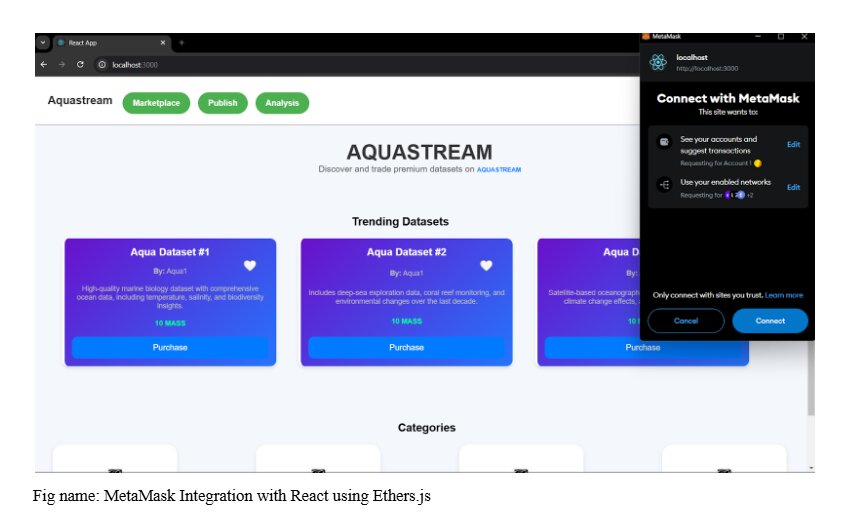 React App
MetaMask
localhost:3000
localhost
http://localhost:3000
Aquastream
Marketplace
Publish
Analysis
Connect with MetaMask
This site wants to:
See your accounts and
suggest transactions
Edit
Requesting for Account 1
Use your enabled networks
Edit
Requesting for
+2
Only connect with sites you trust. Learn more
Cancel
Connect
AQUASTREAM
Discover and trade premium datasets on AQUASTREAM
Trending Datasets
Aqua Dataset #1
By: Aqua1
High-quality marine biology dataset with comprehensive
ocean data, including temperature, salinity, and biodiversity
insights.
10 MASS
Purchase
Aqua Dataset #2
By: Aqua1
Includes deep-sea exploration data, coral reef monitoring, and
environmental changes over the last decade.
10 MASS
Purchase
Aqua D
By:
Satellite-based oceanograph
climate change effects,
10
Purchase
Categories
Fig name: MetaMask Integration with React using Ethers.js